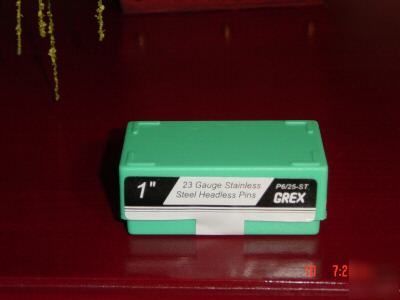 1"
23 Gauge Stainless
Steel Headless Pins
P6/25-ST
GREX